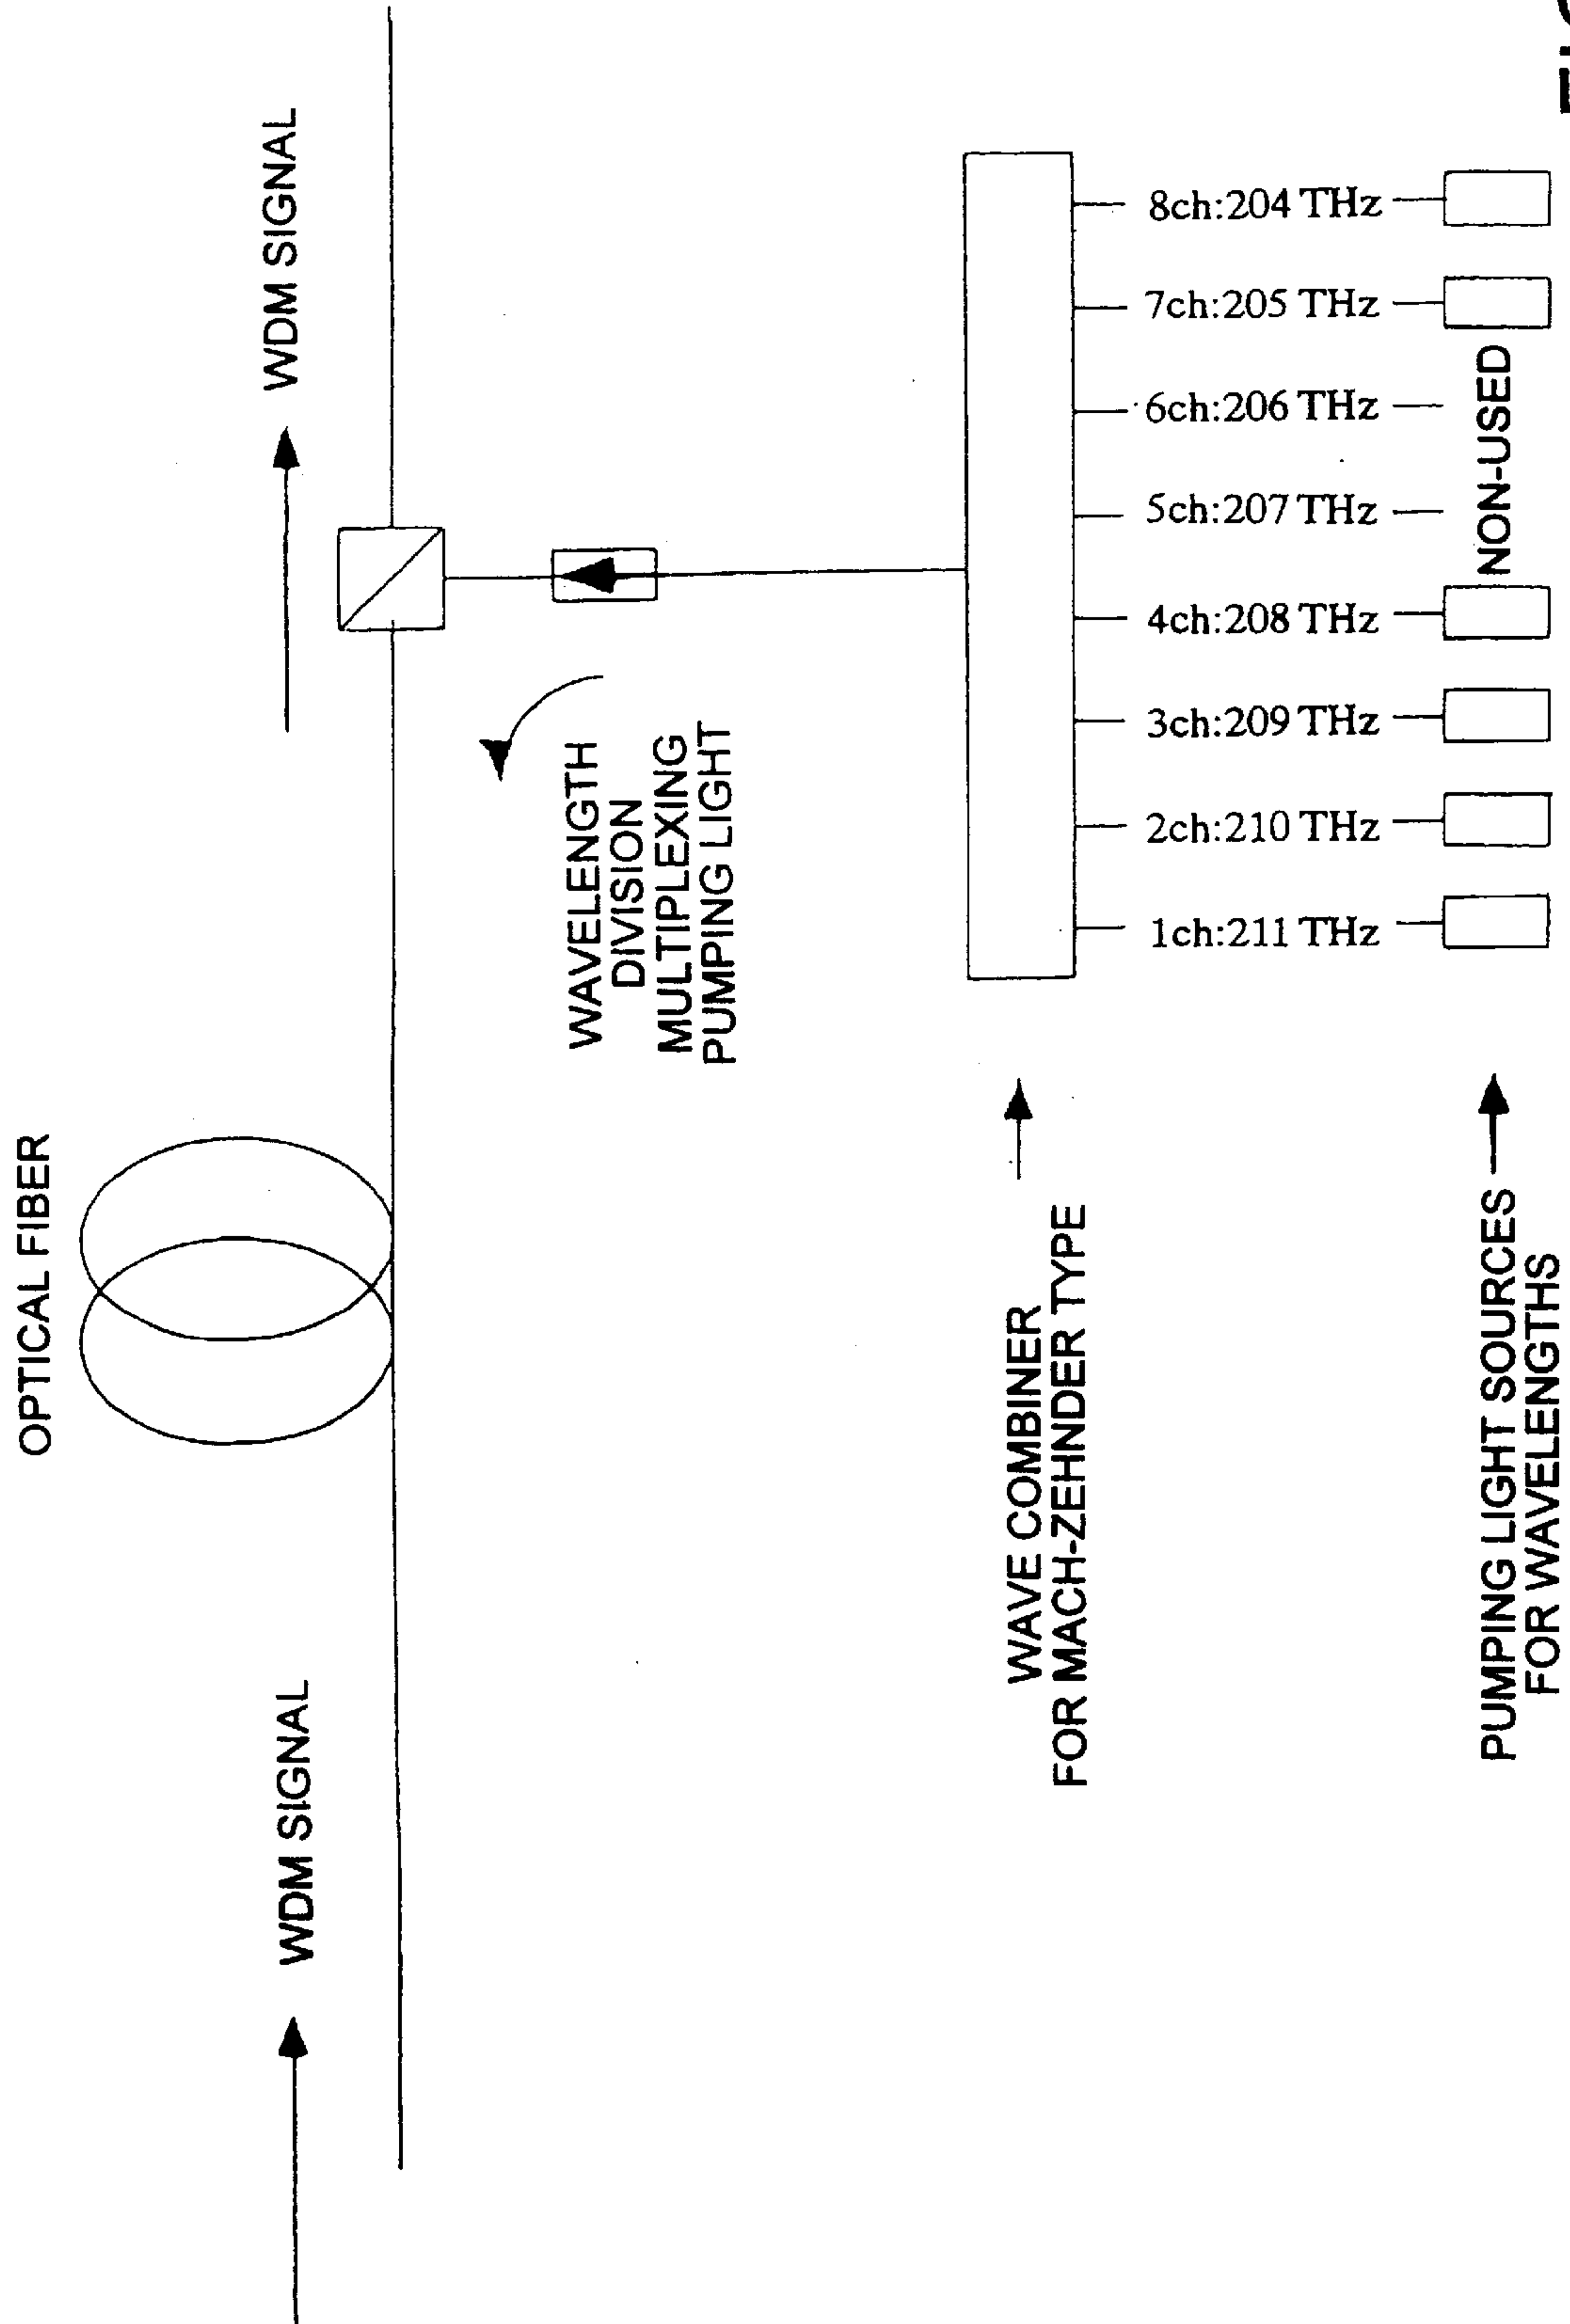 OPTICAL FIBER
WDM SIGNAL
WDM SIGNAL
WAVELENGTH
DIVISION
MULTIPLEXING
PUMPING LIGHT
WAVE COMBINER
FOR MACH-ZEHNDER TYPE
8ch:204 THz
7ch:205 THz
6ch:206 THz
5ch:207 THz
4ch:208 THz
3ch:209 THz
2ch:210 THz
1ch:211 THz
NON-USED
PUMPING LIGHT SOURCES
FOR WAVELENGTHS